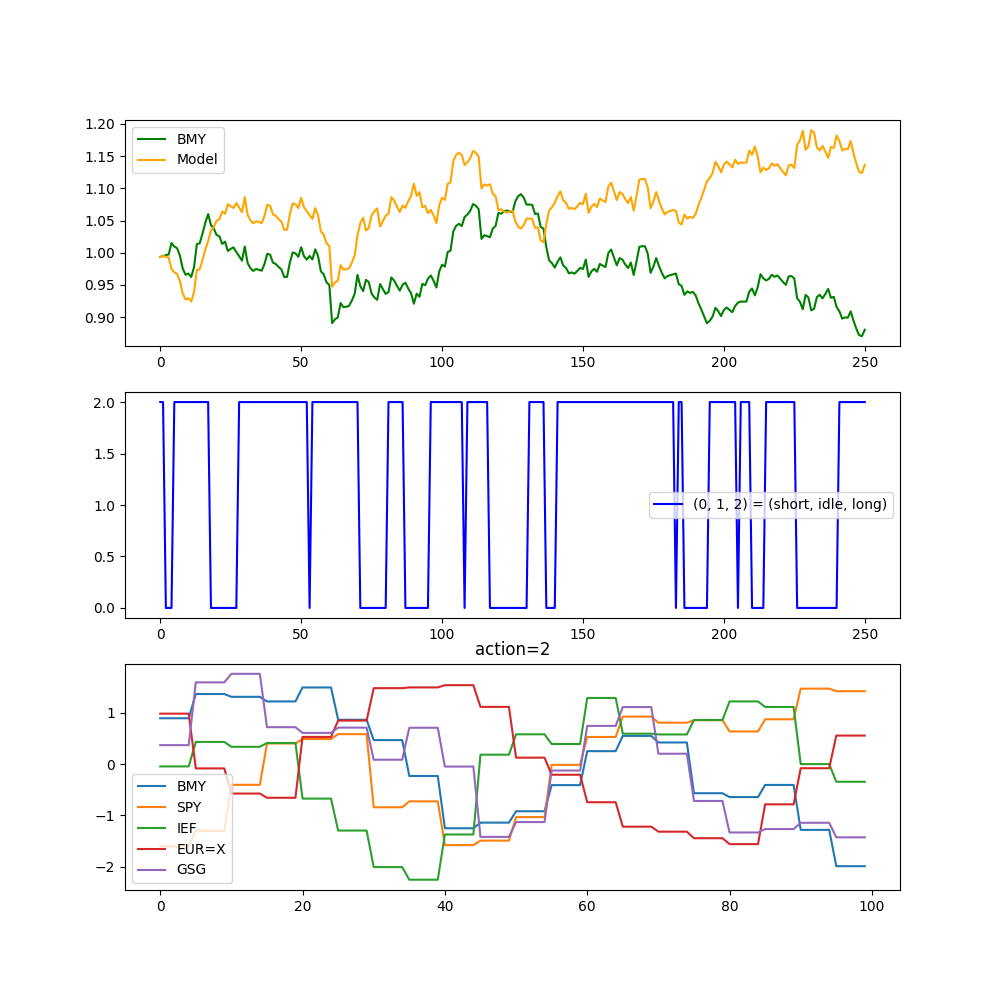 1.20
1.15
1.10
1.05
1.00
0.95
0.90
BMY
Model
0 50 100 150 200 250
2.0
1.5
1.0
0.5
0.0
(0, 1, 2) = (short, idle, long)
0 50 100 150 200 250
action=2
1
0
−1
−2
BMY
SPY
IEF
EUR=X
GSG
0 20 40 60 80 100